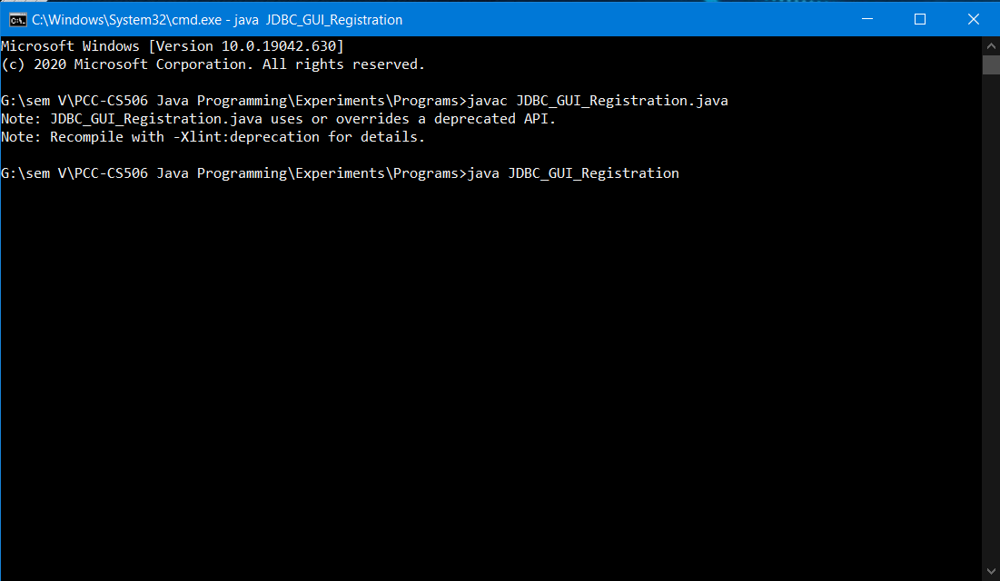 C:\Windows\System32\cmd.exe - java  JDBC_GUI_Registration
Microsoft Windows [Version 10.0.19042.630]
(c) 2020 Microsoft Corporation. All rights reserved.
G:\sem V\PCC-CS506 Java Programming\Experiments\Programs>javac JDBC_GUI_Registration.java
Note: JDBC_GUI_Registration.java uses or overrides a deprecated API.
Note: Recompile with -Xlint:deprecation for details.
G:\sem V\PCC-CS506 Java Programming\Experiments\Programs>java JDBC_GUI_Registration